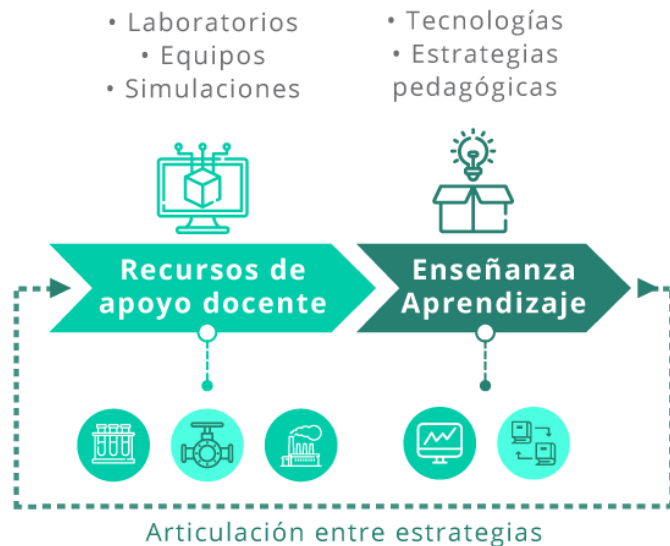 • Laboratorios
• Equipos
• Simulaciones
• Tecnologías
• Estrategias
pedagógicas
Recursos de
apoyo docente
Enseñanza
Aprendizaje
Articulación entre estrategias